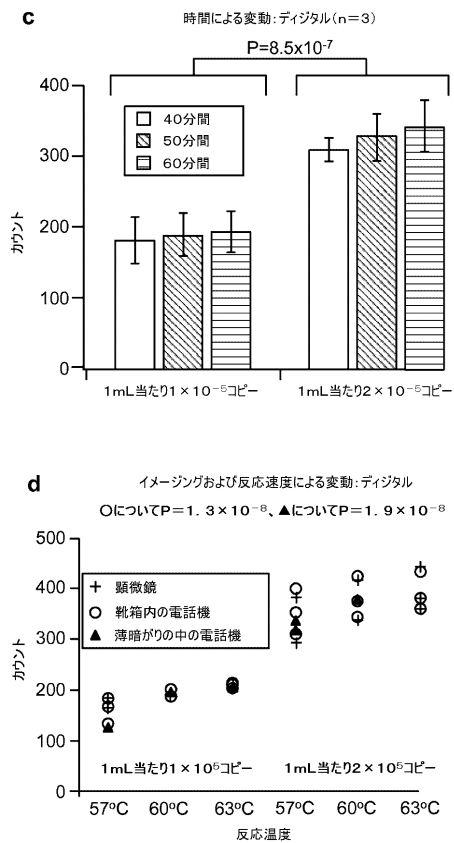 c
時間による変動：ディジタル（n＝3）
P=8.5x10-7
400
300
200
100
0
カウント
40分間
50分間
60分間
1mL当たり1×10⁻⁵コピー
1mL当たり2×10⁻⁵コピー
d
イメージングおよび反応速度による変動：ディジタル
○についてP＝1．3×10⁻⁸、▲についてP＝1．9×10⁻⁸
500
400
300
200
100
0
カウント
顕微鏡
靴箱内の電話機
薄暗がりの中の電話機
1mL当たり1×10⁵コピー
1mL当たり2×10⁵コピー
57ºC 60ºC 63ºC 57ºC 60ºC 63ºC
反応温度